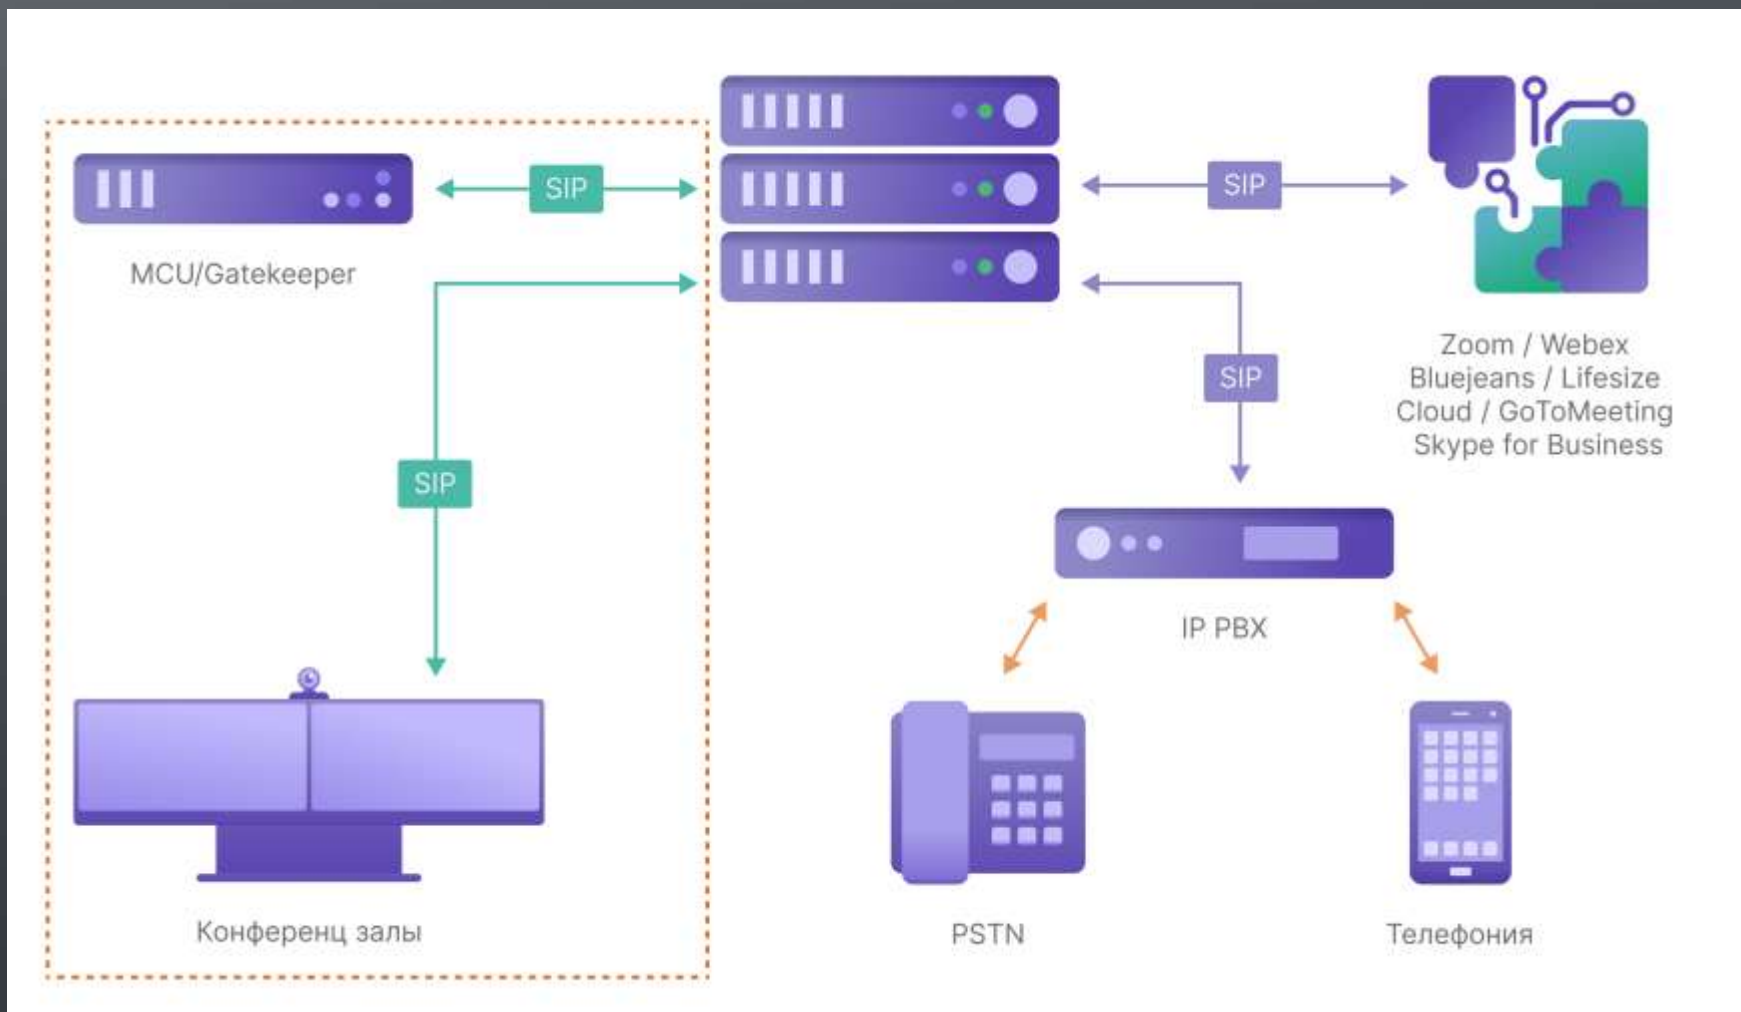 SIP
SIP
MCU/Gatekeeper
Zoom / Webex
Bluejeans / Lifesize
Cloud / GoToMeeting
Skype for Business
SIP
SIP
IP PBX
Конференц залы
PSTN
Телефония